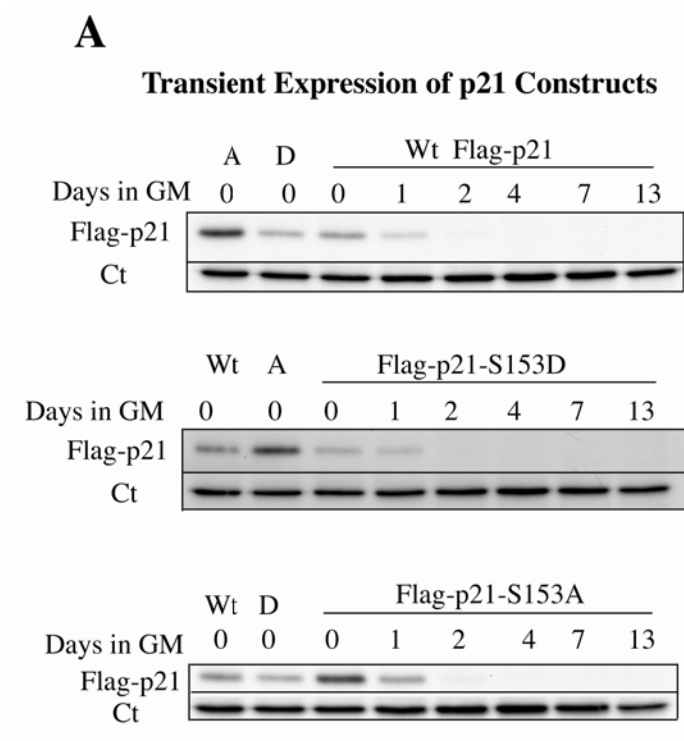 A
Transient Expression of p21 Constructs
A D Wt Flag-p21
Days in GM 0 0 0 1 2 4 7 13
Flag-p21
Ct
Wt A Flag-p21-S153D
Days in GM 0 0 0 1 2 4 7 13
Flag-p21
Ct
Wt D Flag-p21-S153A
Days in GM 0 0 0 1 2 4 7 13
Flag-p21
Ct